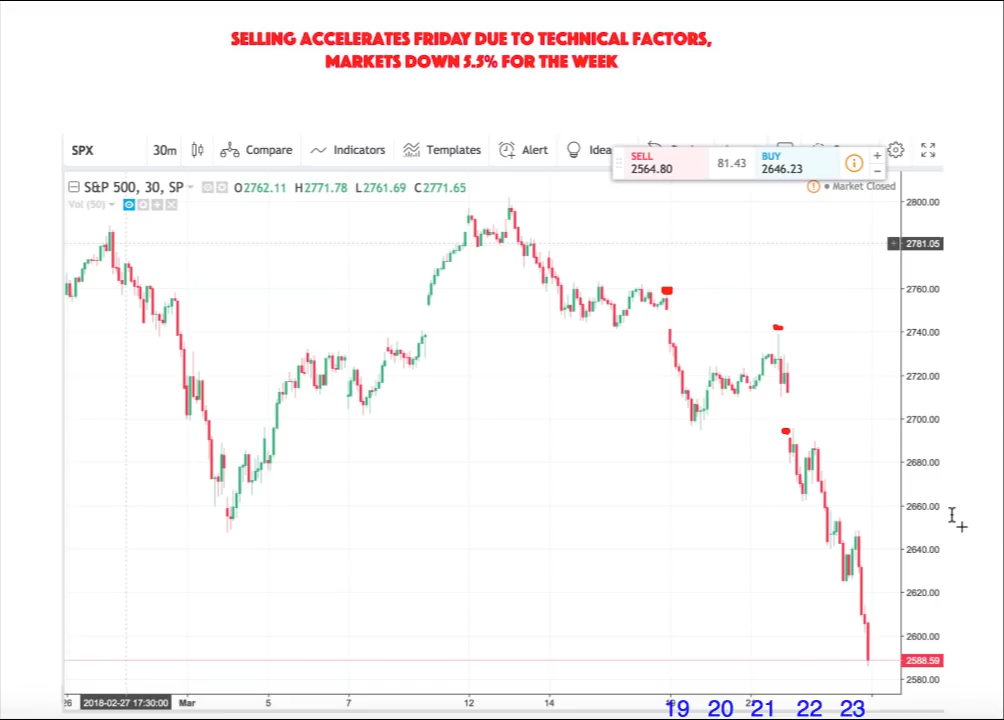 SELLING ACCELERATES FRIDAY DUE TO TECHNICAL FACTORS,
MARKETS DOWN 5.5% FOR THE WEEK
SPX 30m Compare Indicators Templates Alert Idea
SELL 2564.80 81.43 BUY 2646.23
S&P 500, 30, SP O2762.11 H2771.78 L2761.69 C2771.65
Market Closed
Vol (50)
2800.00
2781.05
2760.00
2740.00
2720.00
2700.00
2680.00
2660.00
2640.00
2620.00
2600.00
2588.59
2580.00
2018-02-27 17:30:00 Mar 5 7 12 14
19 20 21 22 23